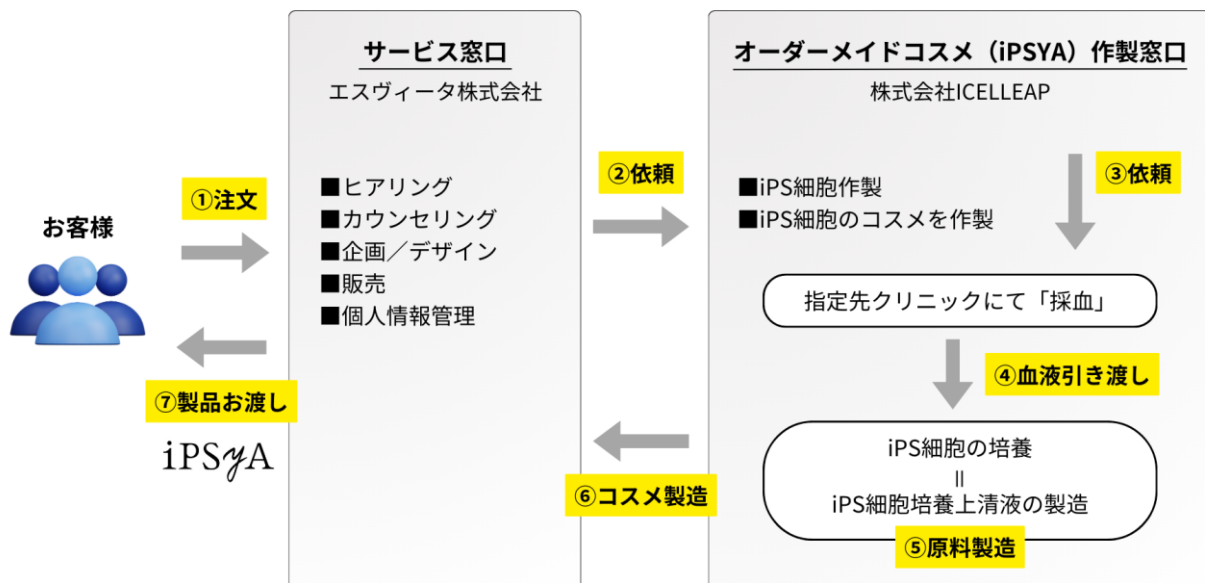 サービス窓口
エスヴィータ株式会社
オーダーメイドコスメ（iPSYA）作製窓口
株式会社ICELLEAP
お客様
①注文
■ヒアリング
■カウンセリング
■企画／デザイン
■販売
■個人情報管理
②依頼
■iPS細胞作製
■iPS細胞のコスメを作製
③依頼
指定先クリニックにて「採血」
④血液引き渡し
iPS細胞の培養
=
iPS細胞培養上清液の製造
⑤原料製造
⑥コスメ製造
⑦製品お渡し
iPSyA